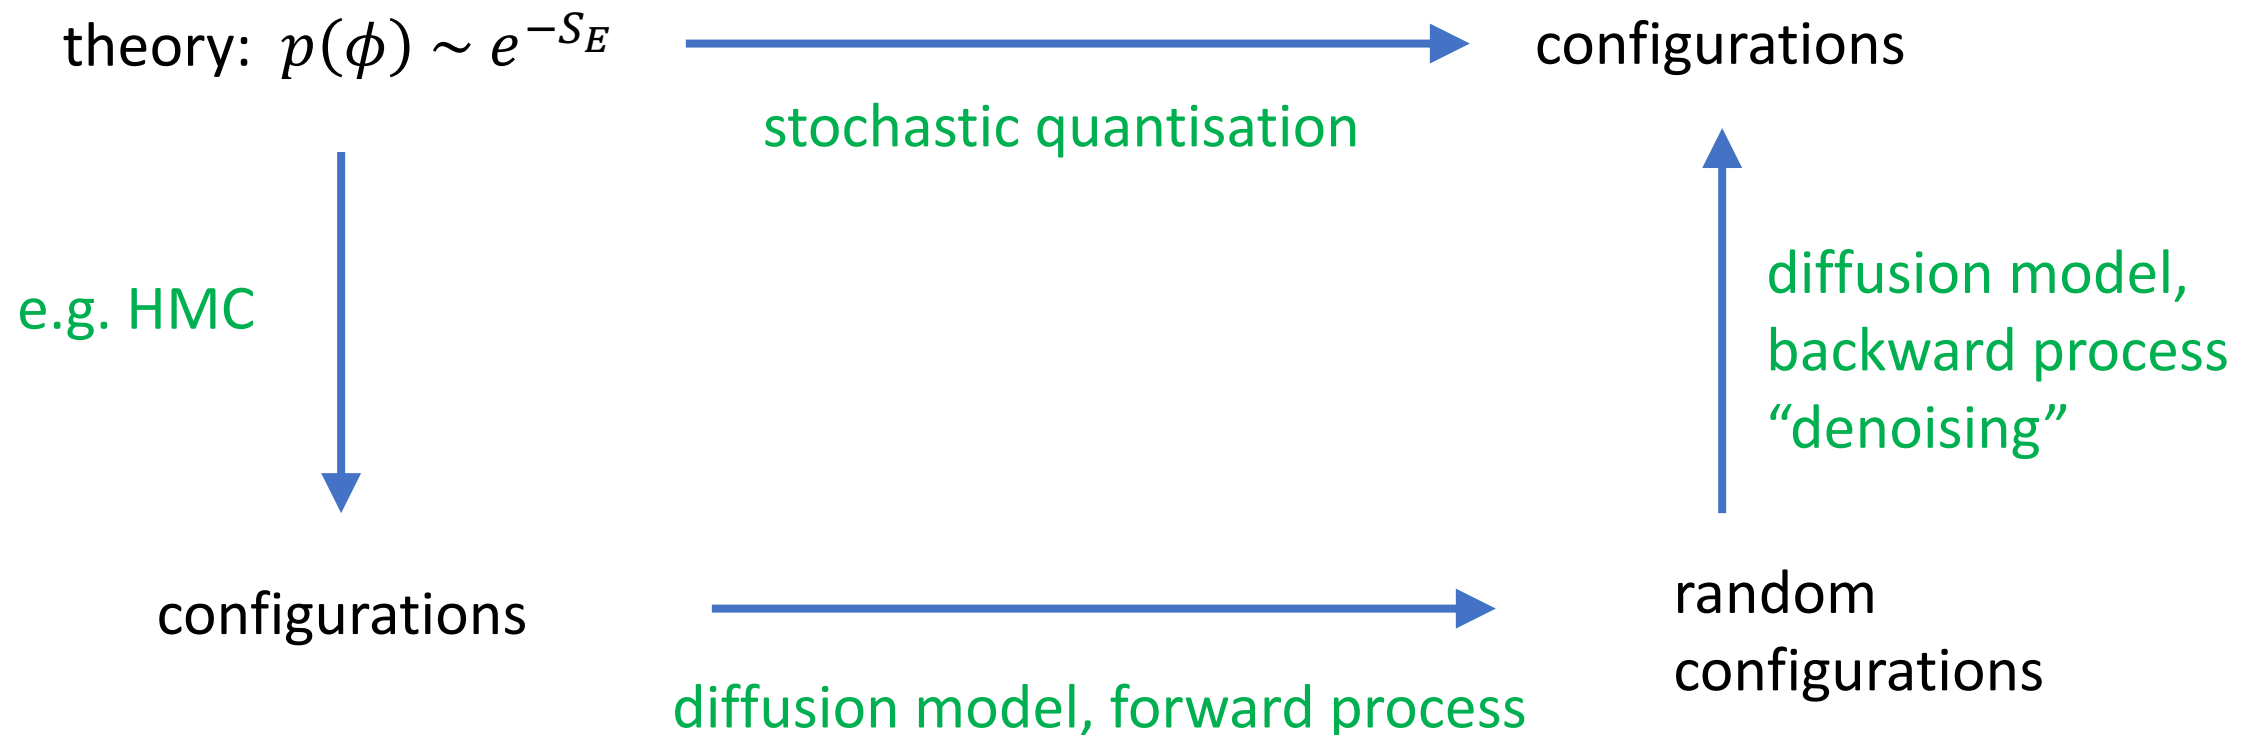 theory: p(ϕ) ~ e^{-S_E}
configurations
stochastic quantisation
e.g. HMC
diffusion model,
backward process
“denoising”
configurations
random
configurations
diffusion model, forward process